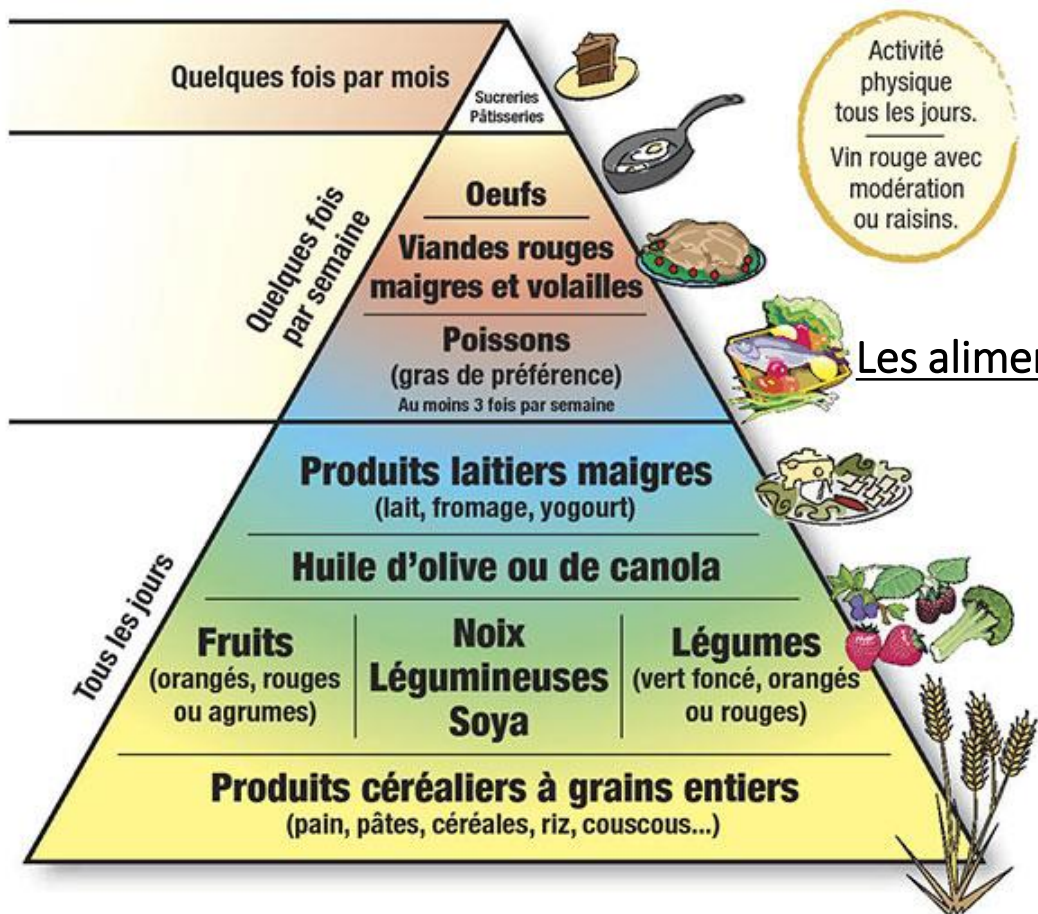 Quelques fois par mois
Sucreries
Pâtisseries
Activité
physique
tous les jours.
Vin rouge avec
modération
ou raisins.
Quelques fois
par semaine
Oeufs
Viandes rouges
maigres et volailles
Poissons
(gras de préférence)
Au moins 3 fois par semaine
Les alimen
Tous les jours
Produits laitiers maigres
(lait, fromage, yogourt)
Huile d’olive ou de canola
Fruits
(orangés, rouges
ou agrumes)
Noix
Légumineuses
Soya
Légumes
(vert foncé, orangés
ou rouges)
Produits céréaliers à grains entiers
(pain, pâtes, céréales, riz, couscous...)